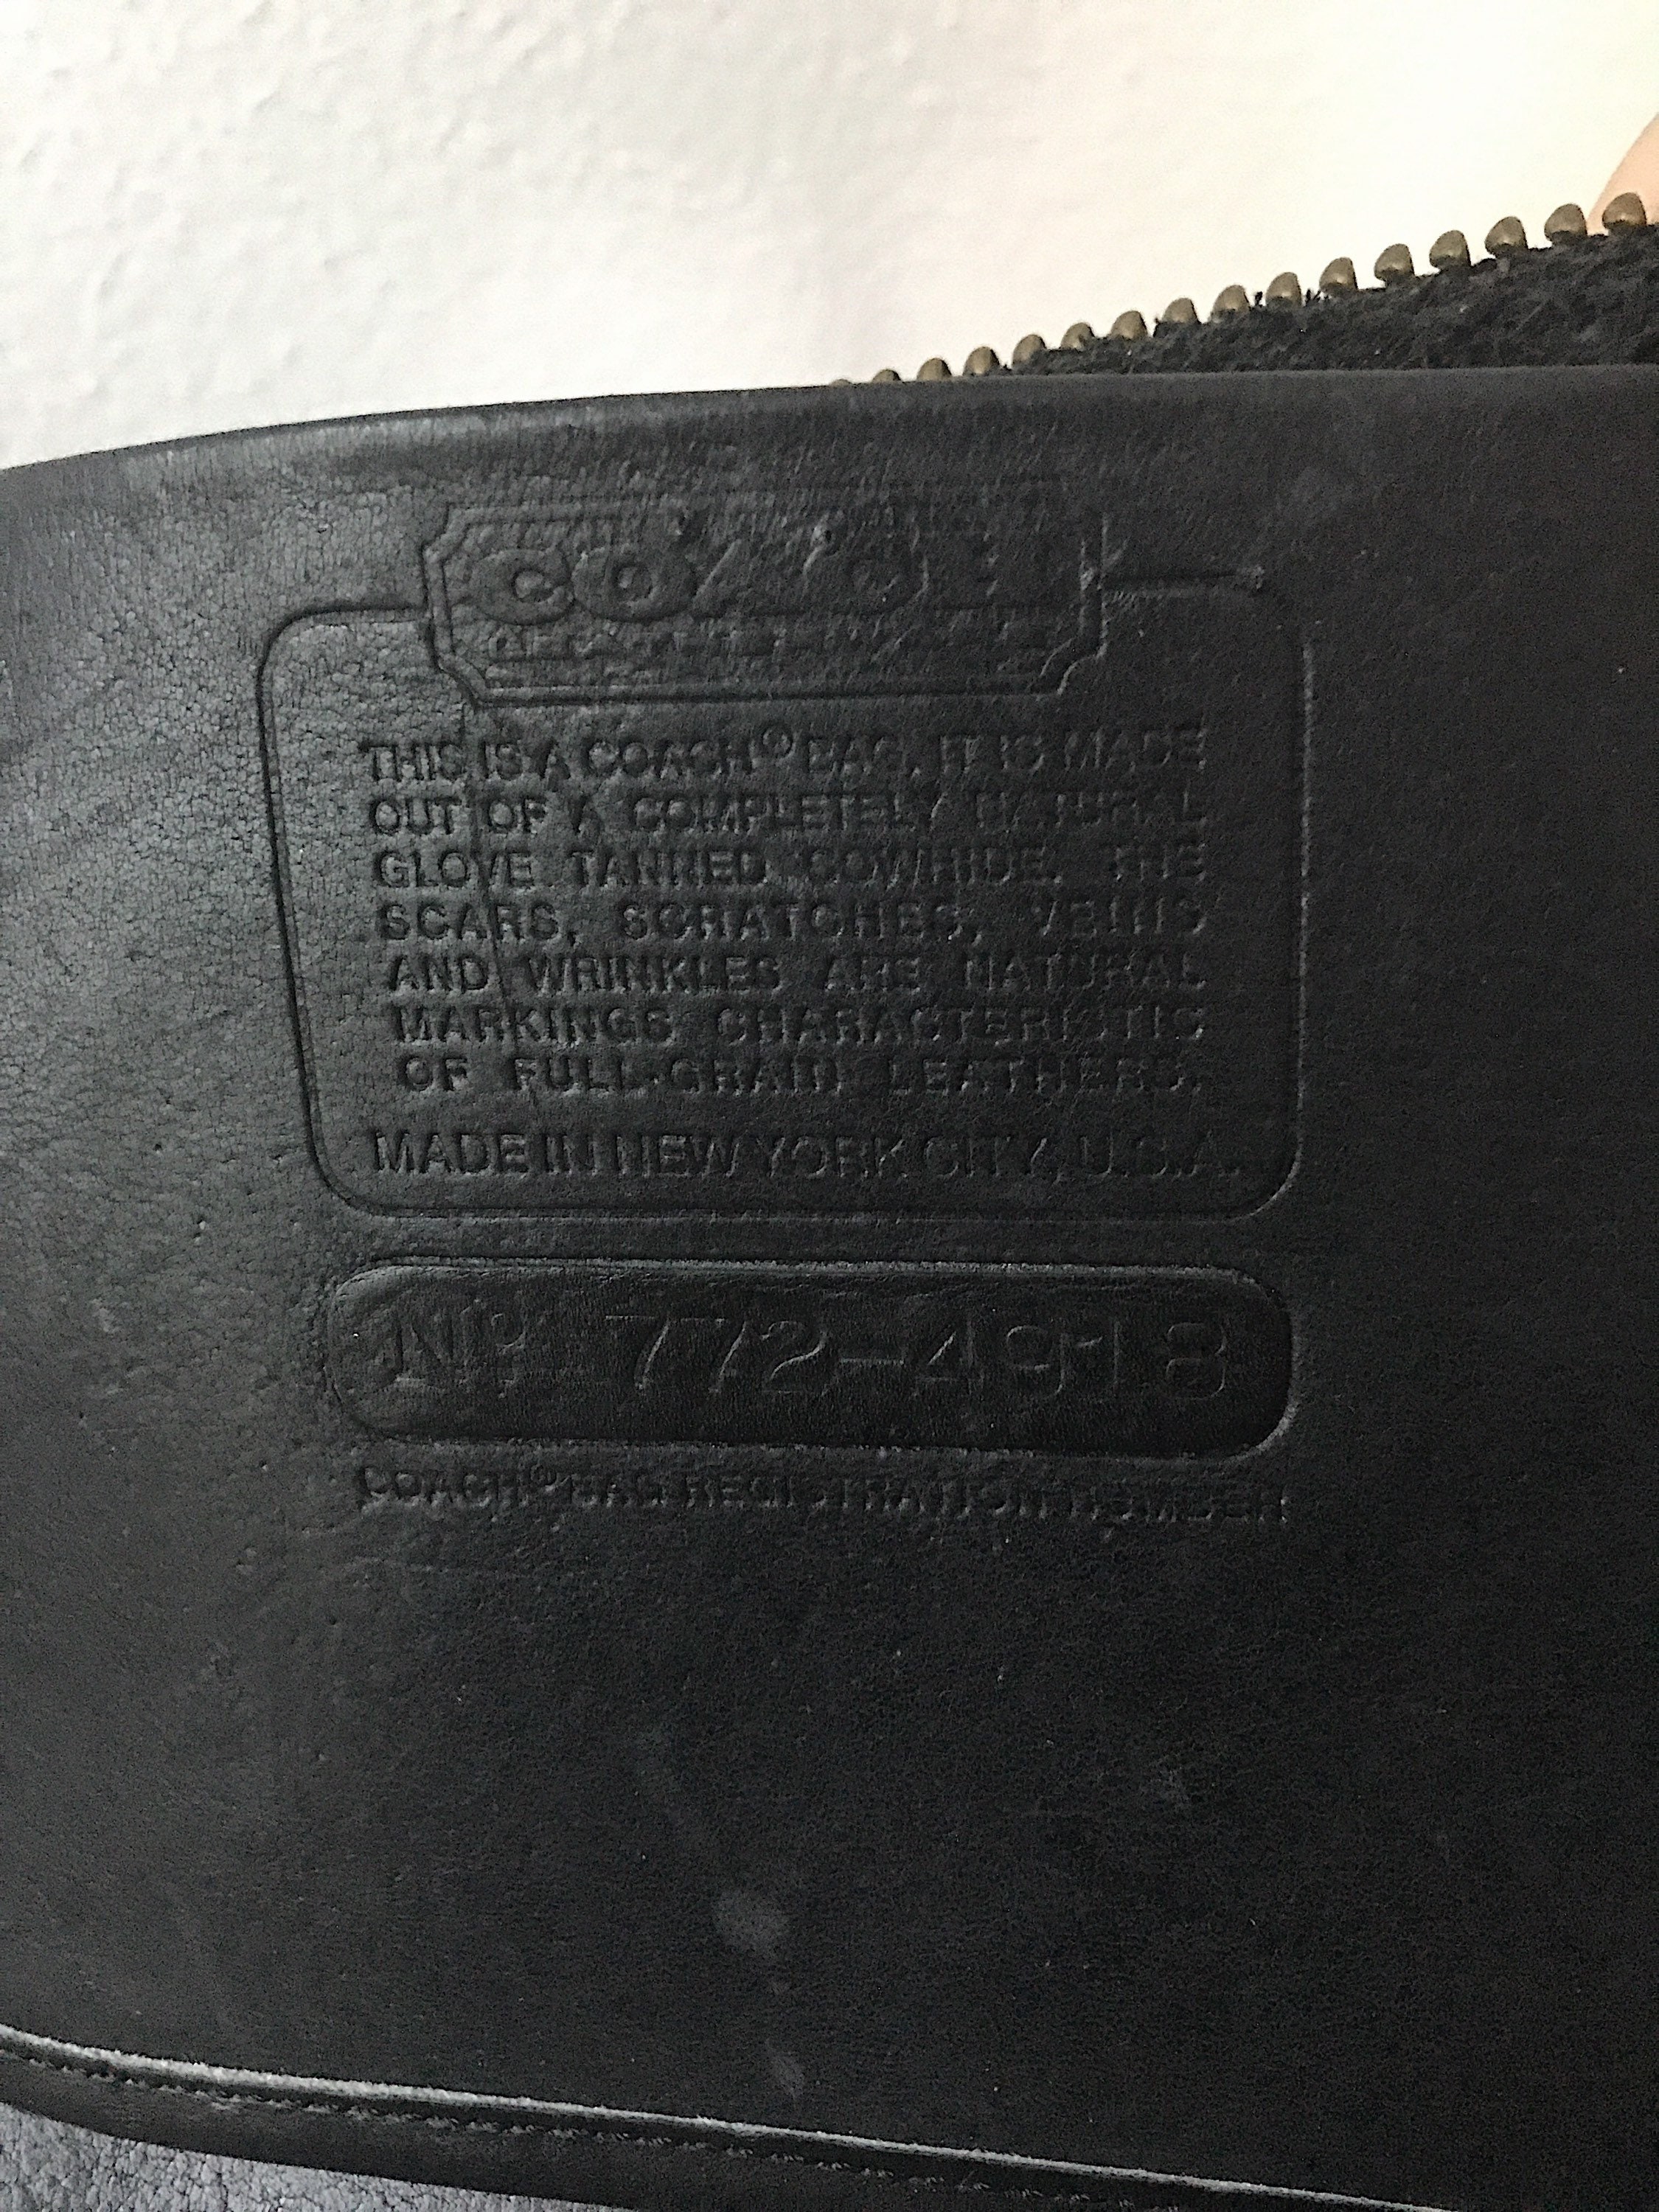 COACH
THIS IS A COACH® BAG. IT IS MADE
OUT OF A COMPLETELY NATURAL
GLOVE TANNED COWHIDE. THE
SCARS, SCRATCHES, VEINS
AND WRINKLES ARE NATURAL
MARKINGS CHARACTERISTIC
OF FULL-GRAIN LEATHERS.
MADE IN NEW YORK CITY, U.S.A.
Nº 772-4918
COACH® BAG REGISTRATION NUMBER